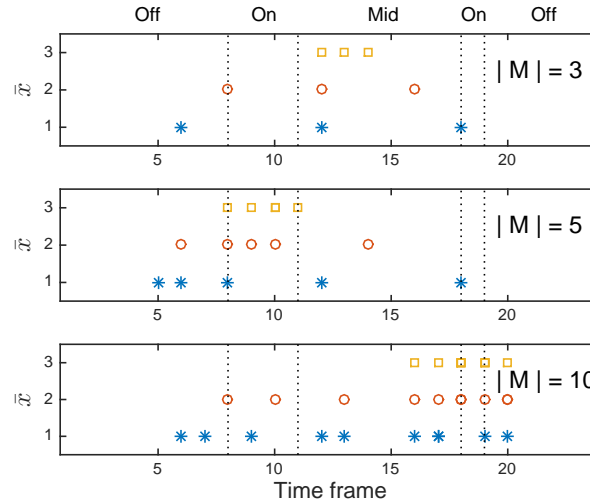 Off On Mid On Off
3
x̄ 2
1
| M | = 3
5 10 15 20
3
x̄ 2
1
| M | = 5
5 10 15 20
3
x̄ 2
1
| M | = 10
5 10 15 20
Time frame